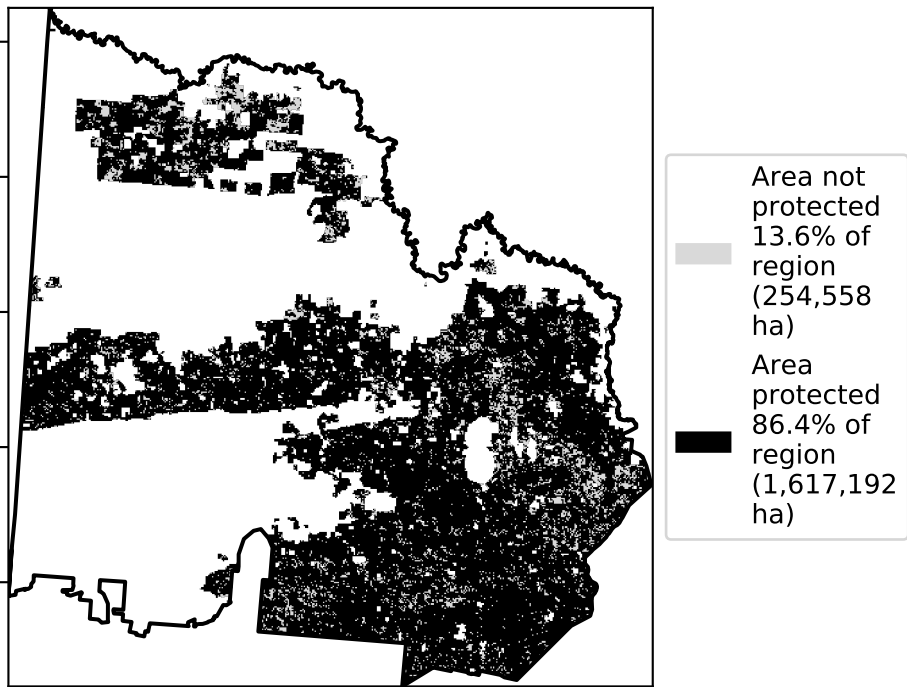 Area not
protected
13.6% of
region
(254,558
ha)
Area
protected
86.4% of
region
(1,617,192
ha)